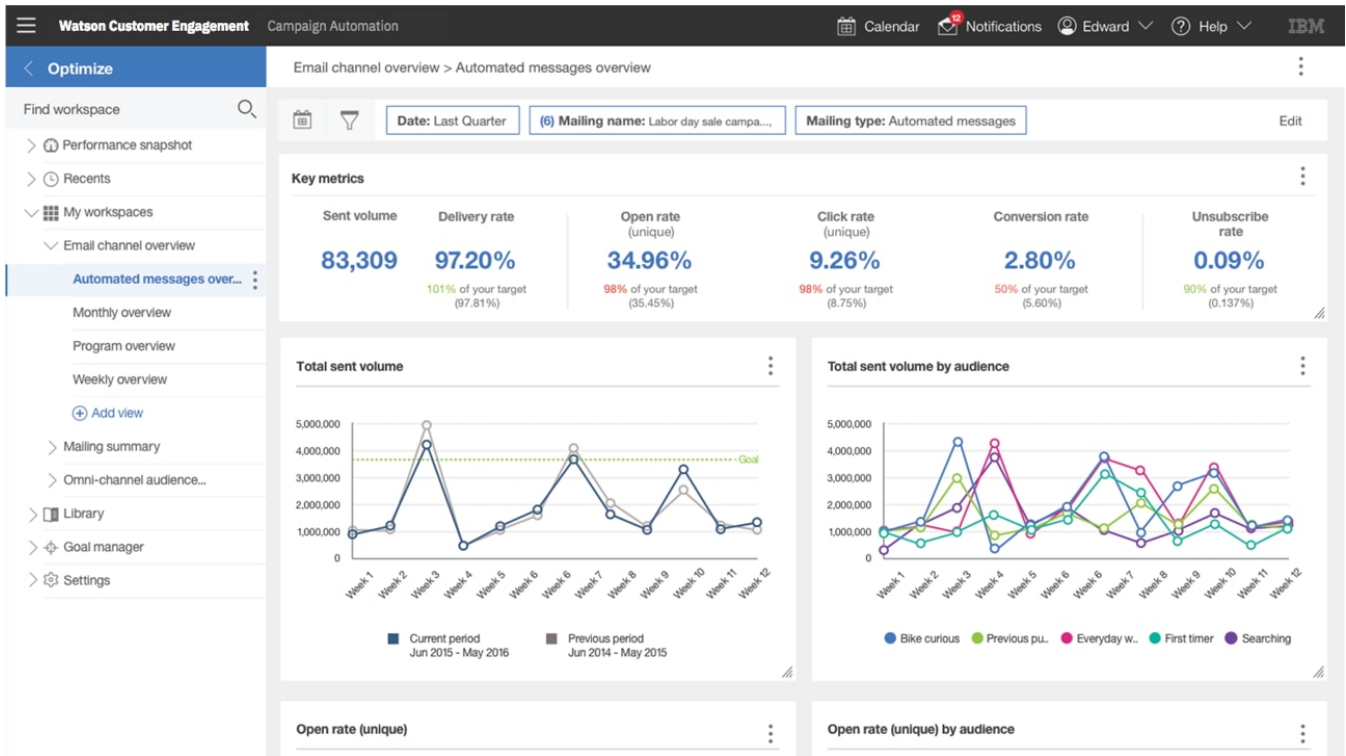 Watson Customer Engagement Campaign Automation
Calendar
12
Notifications
Edward
Help
IBM
Optimize
Email channel overview > Automated messages overview
Find workspace
Performance snapshot
Recents
My workspaces
Email channel overview
Automated messages over...
Monthly overview
Program overview
Weekly overview
Add view
Mailing summary
Omni-channel audience...
Library
Goal manager
Settings
Date: Last Quarter
(6) Mailing name: Labor day sale campa...,
Mailing type: Automated messages
Edit
Key metrics
Sent volume
83,309
Delivery rate
97.20%
101% of your target
(97.81%)
Open rate
(unique)
34.96%
98% of your target
(35.45%)
Click rate
(unique)
9.26%
98% of your target
(8.75%)
Conversion rate
2.80%
50% of your target
(5.60%)
Unsubscribe
rate
0.09%
90% of your target
(0.137%)
Total sent volume
5,000,000
4,000,000
3,000,000
2,000,000
1,000,000
0
Goal
Week 1
Week 2
Week 3
Week 4
Week 5
Week 6
Week 6
Week 7
Week 8
Week 9
Week 10
Week 11
Week 12
Current period
Jun 2015 - May 2016
Previous period
Jun 2014 - May 2015
Total sent volume by audience
5,000,000
4,000,000
3,000,000
2,000,000
1,000,000
0
Week 1
Week 2
Week 3
Week 4
Week 5
Week 6
Week 6
Week 7
Week 8
Week 9
Week 10
Week 11
Week 12
Bike curious
Previous pu..
Everyday w..
First timer
Searching
Open rate (unique)
Open rate (unique) by audience